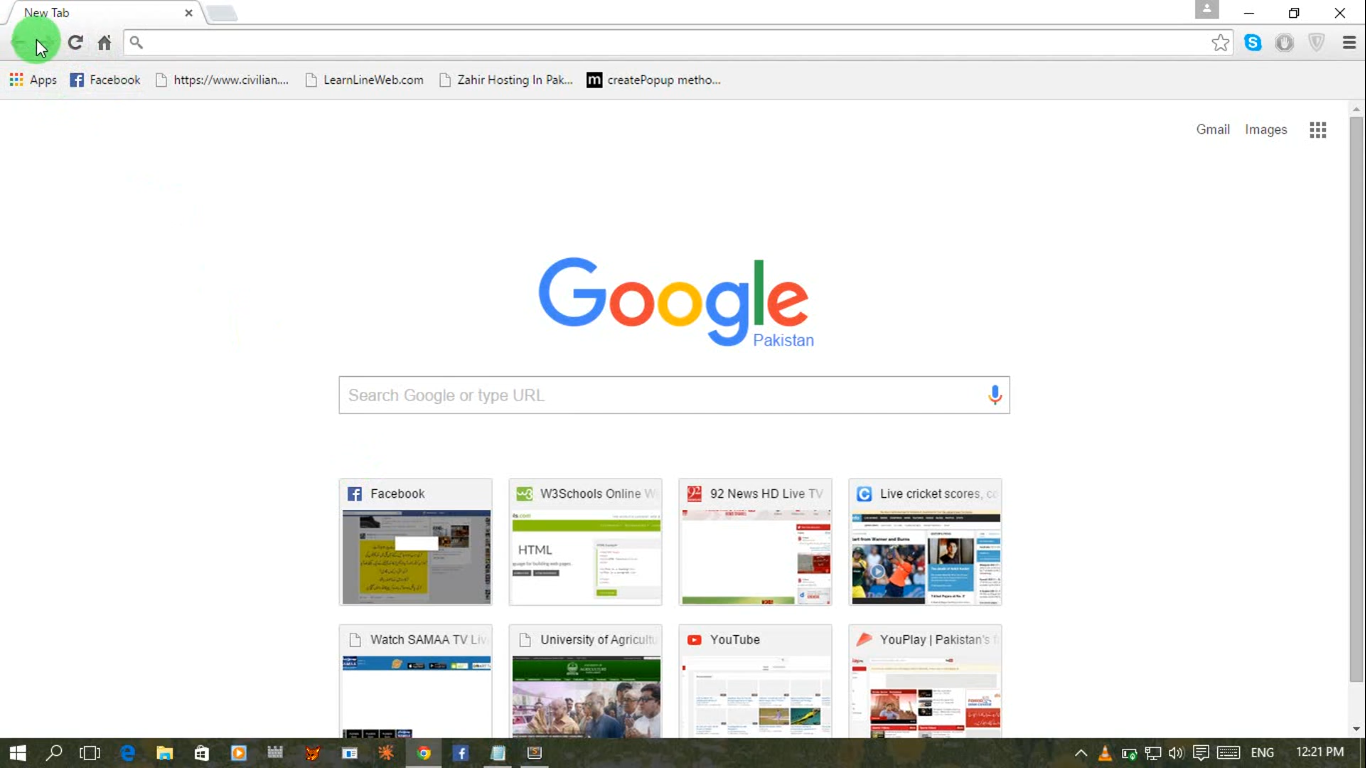 New Tab
Apps
Facebook
https://www.civilian....
LearnLineWeb.com
Zahir Hosting In Pak...
createPopup metho...
Gmail
Images
Google
Pakistan
Search Google or type URL
Facebook
W3Schools Online W
92 News HD Live TV
Live cricket scores, co
HTML
Watch SAMAA TV Liv
University of Agricultu
YouTube
YouPlay | Pakistan's f
ENG
12:21 PM